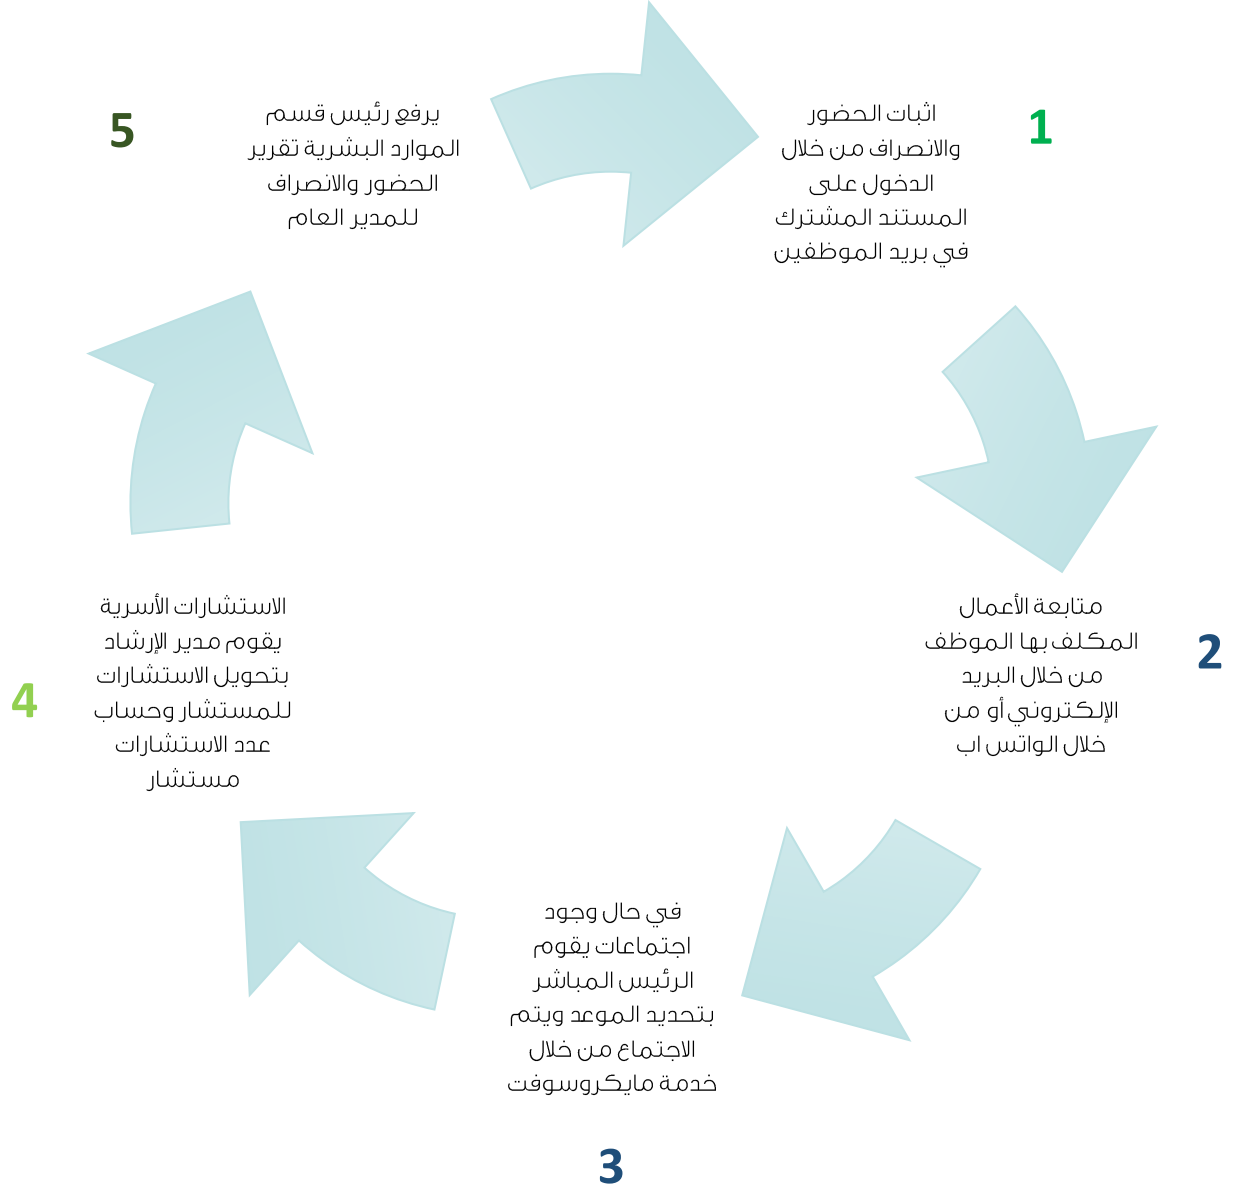 1
اثبات الحضور
والانصراف من خلال
الدخول على
المستند المشترك
في بريد الموظفين
2
متابعة الأعمال
المكلف بها الموظف
من خلال البريد
الإلكتروني أو من
خلال الواتس اب
3
في حال وجود
اجتماعات يقوم
الرئيس المباشر
بتحديد الموعد ويتم
الاجتماع من خلال
خدمة مايكروسوفت
4
الاستشارات الأسرية
يقوم مدير الإرشاد
بتحويل الاستشارات
للمستشار وحساب
عدد الاستشارات
مستشار
5
يرفع رئيس قسم
الموارد البشرية تقرير
الحضور والانصراف
للمدير العام